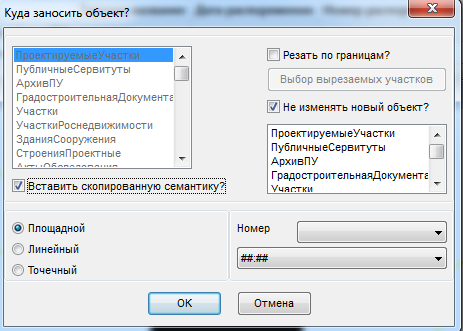 Куда заносить объект?
ПроектируемыеУчастки
ПубличныеСервитуты
АрхивПУ
ГрадостроительнаяДокумента
Участки
УчасткиРоснедвижимости
ЗданияСооружения
СтроенияПроектные
Вставить скопированную семантику?
Резать по границам?
Выбор вырезаемых участков
Не изменять новый объект?
ПроектируемыеУчастки
ПубличныеСервитуты
АрхивПУ
ГрадостроительнаяДокумента
Участки
Площадной
Линейный
Точечный
Номер
##.##
OK
Отмена